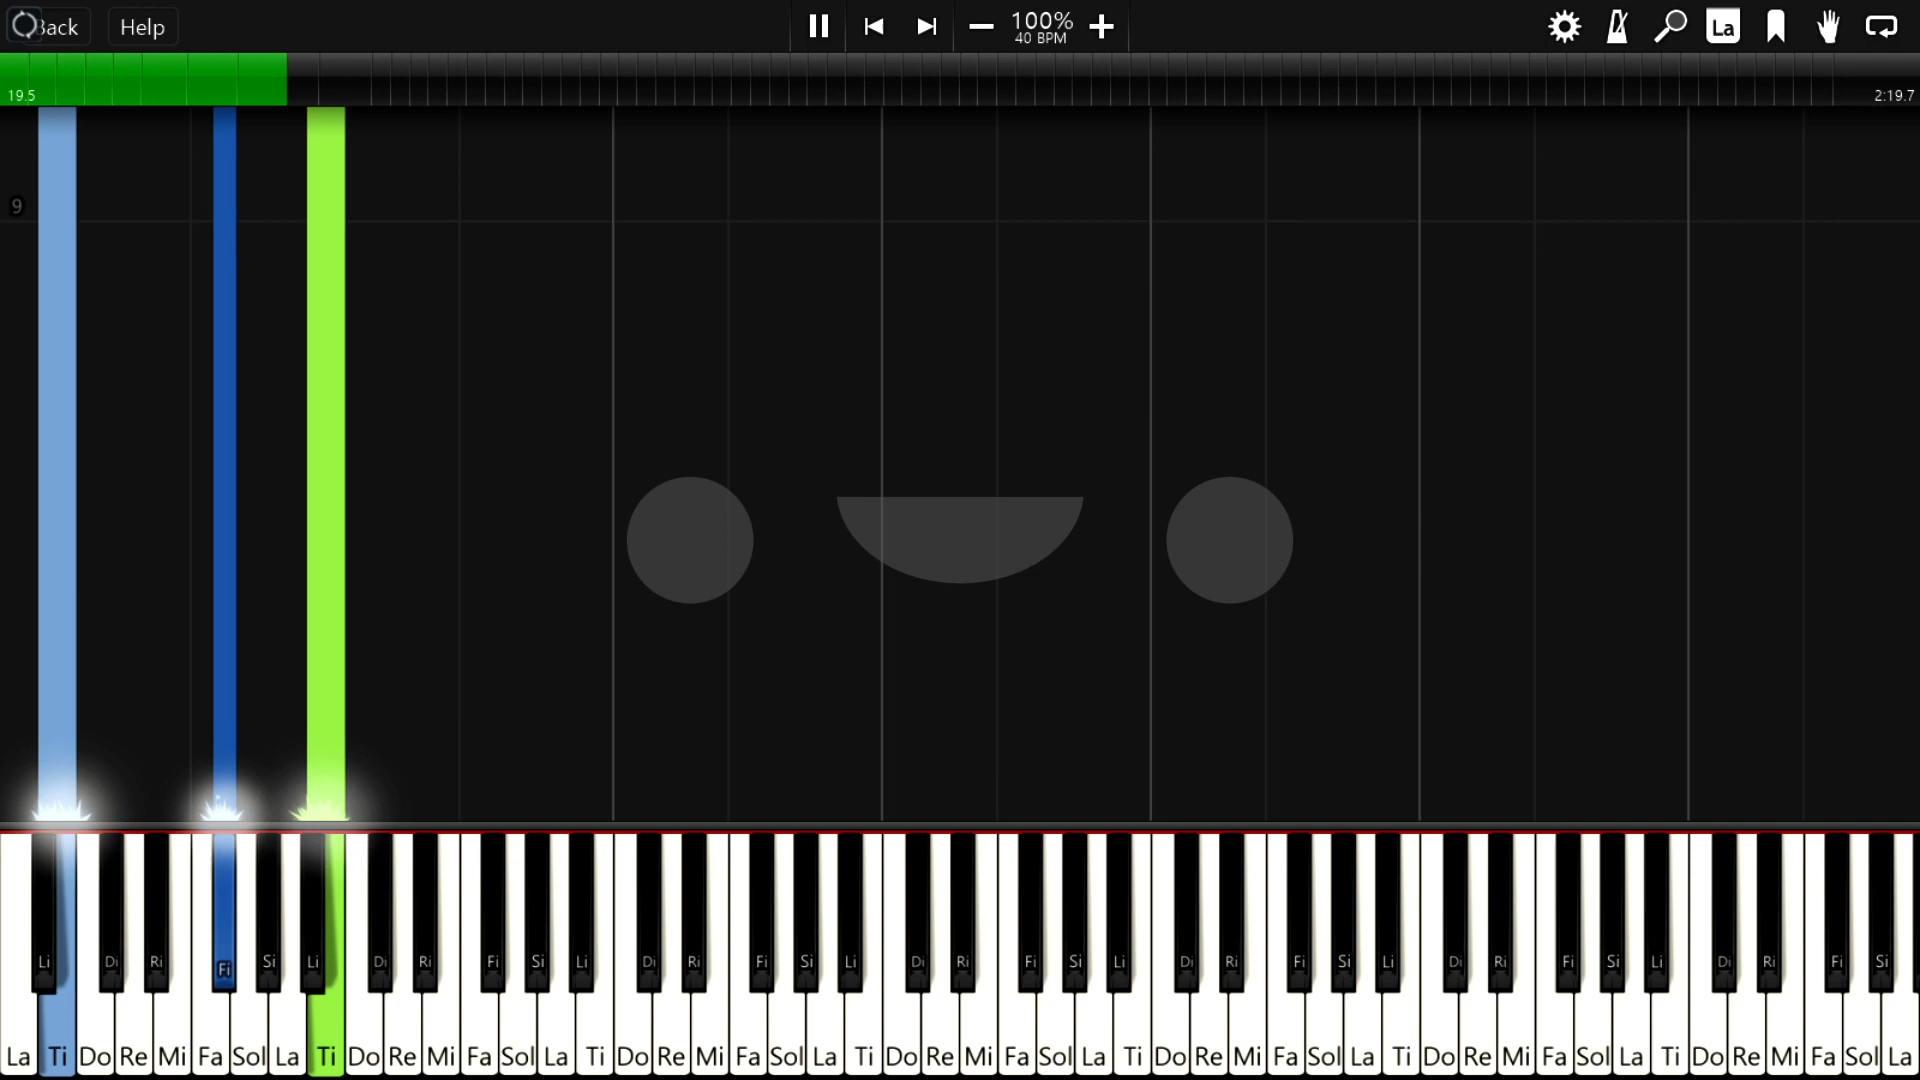 Back
Help
100%
40 BPM
La
19.5
2:19.7
9
Li Di Ri Fi Si Li Di Ri Fi Si Li Di Ri Fi Si Li Di Ri Fi Si Li Di Ri Fi Si Li Di Ri Fi Si Li Di Ri Fi Si
La Ti Do Re Mi Fa Sol La Ti Do Re Mi Fa Sol La Ti Do Re Mi Fa Sol La Ti Do Re Mi Fa Sol La Ti Do Re Mi Fa Sol La Ti Do Re Mi Fa Sol La Ti Do Re Mi Fa Sol La